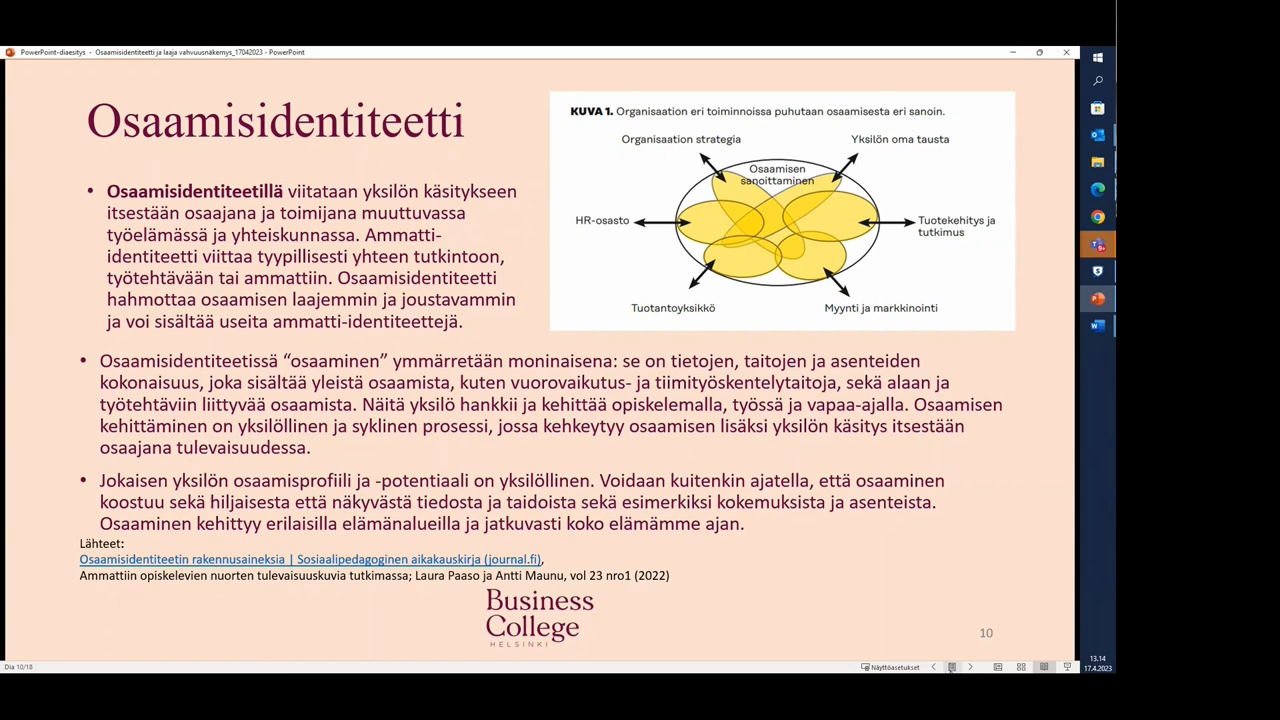 PowerPoint-diaesitys - Osaamisidentiteetti ja laaja vahvuusnäkemys_17042023 - PowerPoint
Osaamisidentiteetti
• Osaamisidentiteetillä viitataan yksilön käsitykseen
itsestään osaajana ja toimijana muuttuvassa
työelämässä ja yhteiskunnassa. Ammatti-
identiteetti viittaa tyypillisesti yhteen tutkintoon,
työtehtävään tai ammattiin. Osaamisidentiteetti
hahmottaa osaamisen laajemmin ja joustavammin
ja voi sisältää useita ammatti-identiteettejä.
KUVA 1. Organisaation eri toiminnoissa puhutaan osaamisesta eri sanoin.
Organisaation strategia
Yksilön oma tausta
Osaamisen
sanoittaminen
HR-osasto
Tuotekehitys ja
tutkimus
Tuotantoyksikkö
Myynti ja markkinointi
• Osaamisidentiteetissä “osaaminen” ymmärretään moninaisena: se on tietojen, taitojen ja asenteiden
kokonaisuus, joka sisältää yleistä osaamista, kuten vuorovaikutus- ja tiimityöskentelytaitoja, sekä alaan ja
työtehtäviin liittyvää osaamista. Näitä yksilö hankkii ja kehittää opiskelemalla, työssä ja vapaa-ajalla. Osaamisen
kehittäminen on yksilöllinen ja syklinen prosessi, jossa kehkeytyy osaamisen lisäksi yksilön käsitys itsestään
osaajana tulevaisuudessa.
• Jokaisen yksilön osaamisprofiili ja -potentiaali on yksilöllinen. Voidaan kuitenkin ajatella, että osaaminen
koostuu sekä hiljaisesta että näkyvästä tiedosta ja taidoista sekä esimerkiksi kokemuksista ja asenteista.
Osaaminen kehittyy erilaisilla elämänalueilla ja jatkuvasti koko elämämme ajan.
Lähteet:
Osaamisidentiteetin rakennusaineksia | Sosiaalipedagoginen aikakauskirja (journal.fi),
Ammattiin opiskelevien nuorten tulevaisuuskuvia tutkimassa; Laura Paaso ja Antti Maunu, vol 23 nro1 (2022)
Business
College
HELSINKI
10
Dia 10/18
Näyttöasetukset
13.14
17.4.2023